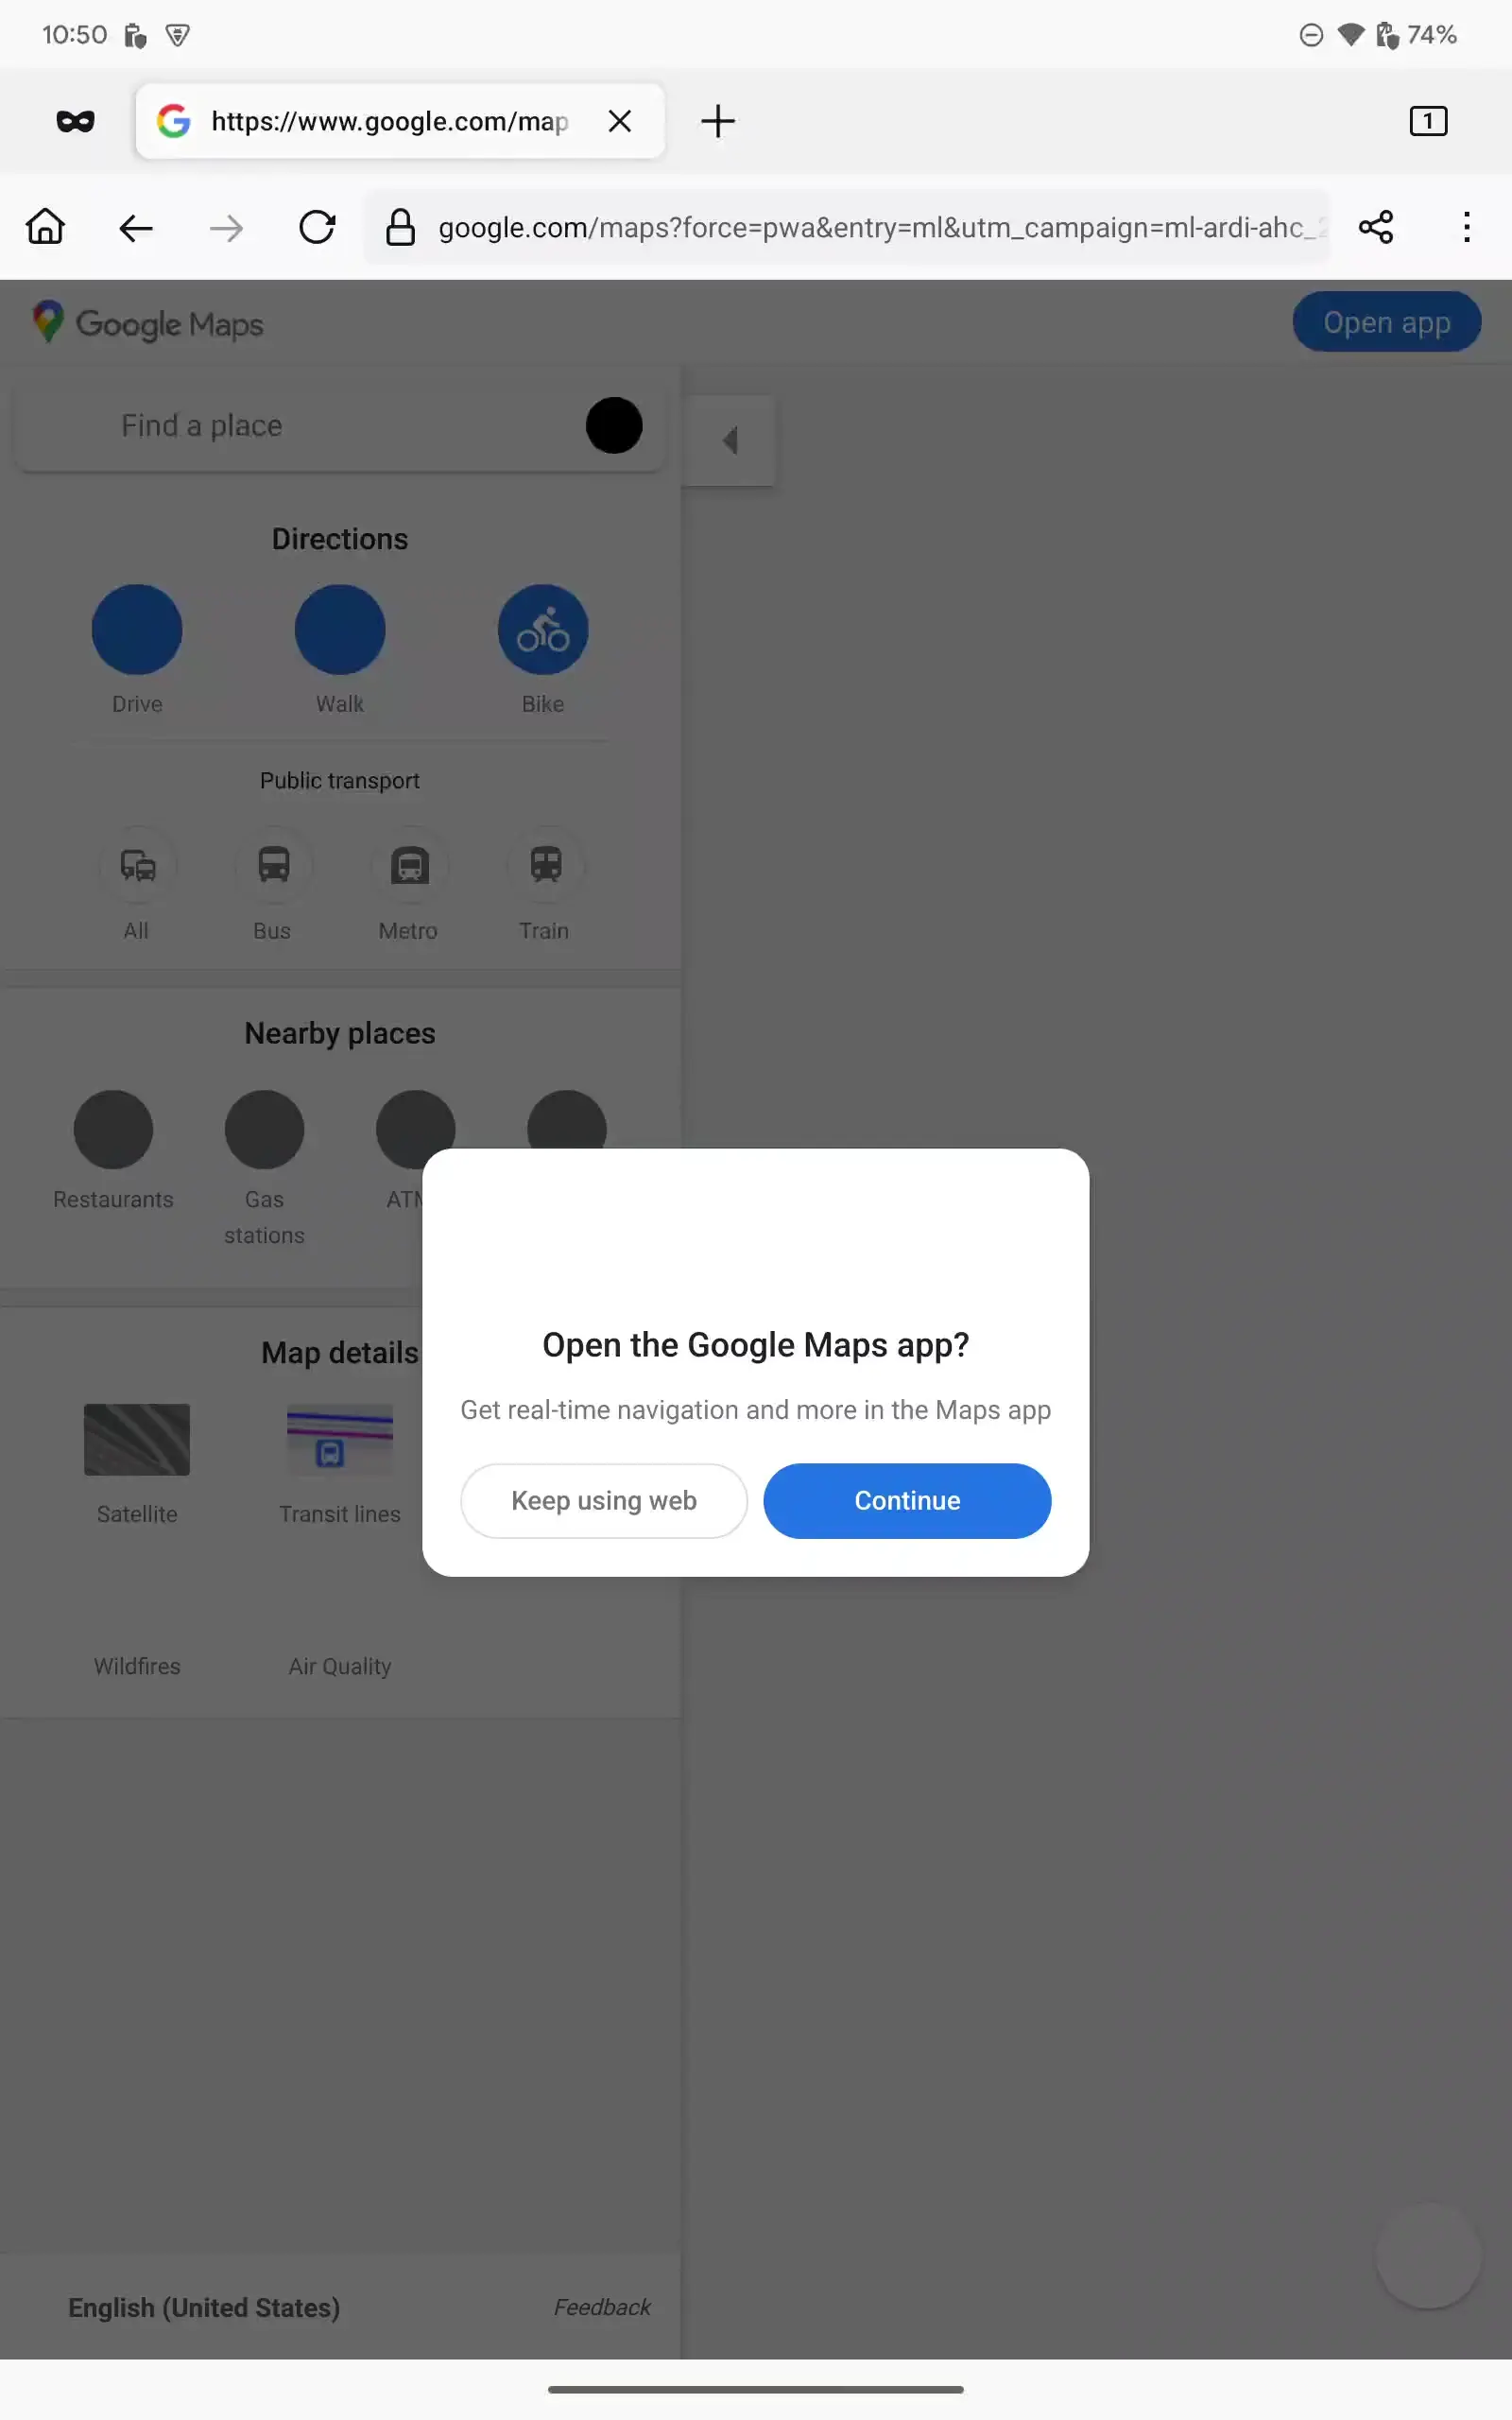 10:50
74%
https://www.google.com/map
1
google.com/maps?force=pwa&entry=ml&utm_campaign=ml-ardi-ahc_
Google Maps
Open app
Find a place
Directions
Drive
Walk
Bike
Public transport
All
Bus
Metro
Train
Nearby places
Restaurants
Gas stations
Map details
Satellite
Transit lines
Open the Google Maps app?
Get real-time navigation and more in the Maps app
Keep using web
Continue
Wildfires
Air Quality
English (United States)
Feedback